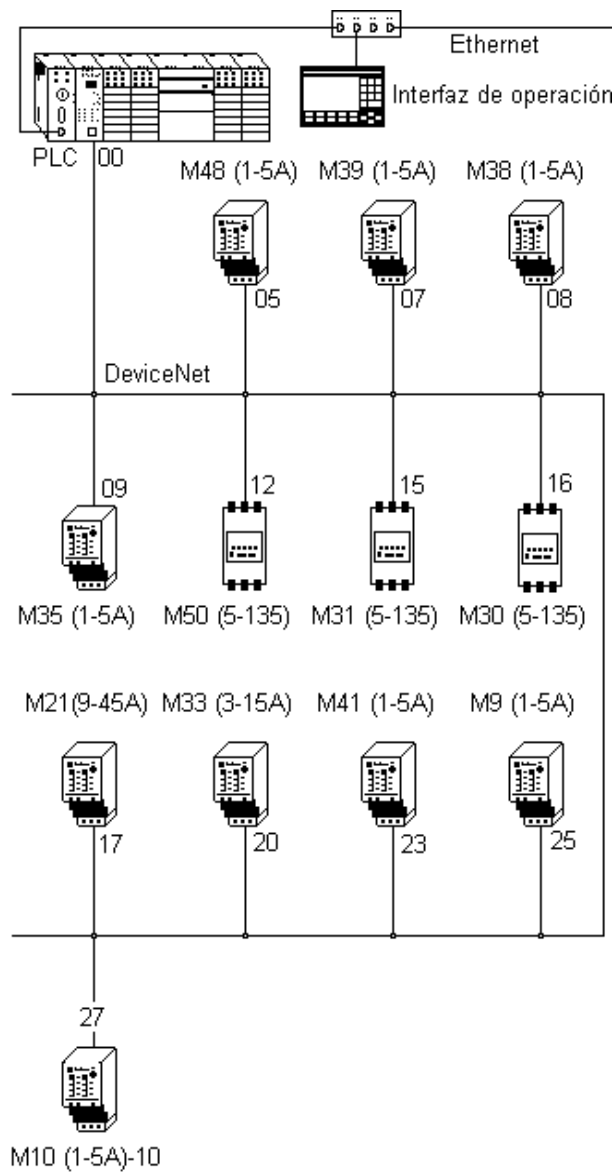 Ethernet
Interfaz de operación
PLC 00
M48 (1-5A) M39 (1-5A) M38 (1-5A)
05 07 08
DeviceNet
09 12 15 16
M35 (1-5A) M50 (5-135) M31 (5-135) M30 (5-135)
M21(9-45A) M33 (3-15A) M41 (1-5A) M9 (1-5A)
17 20 23 25
27
M10 (1-5A)-10